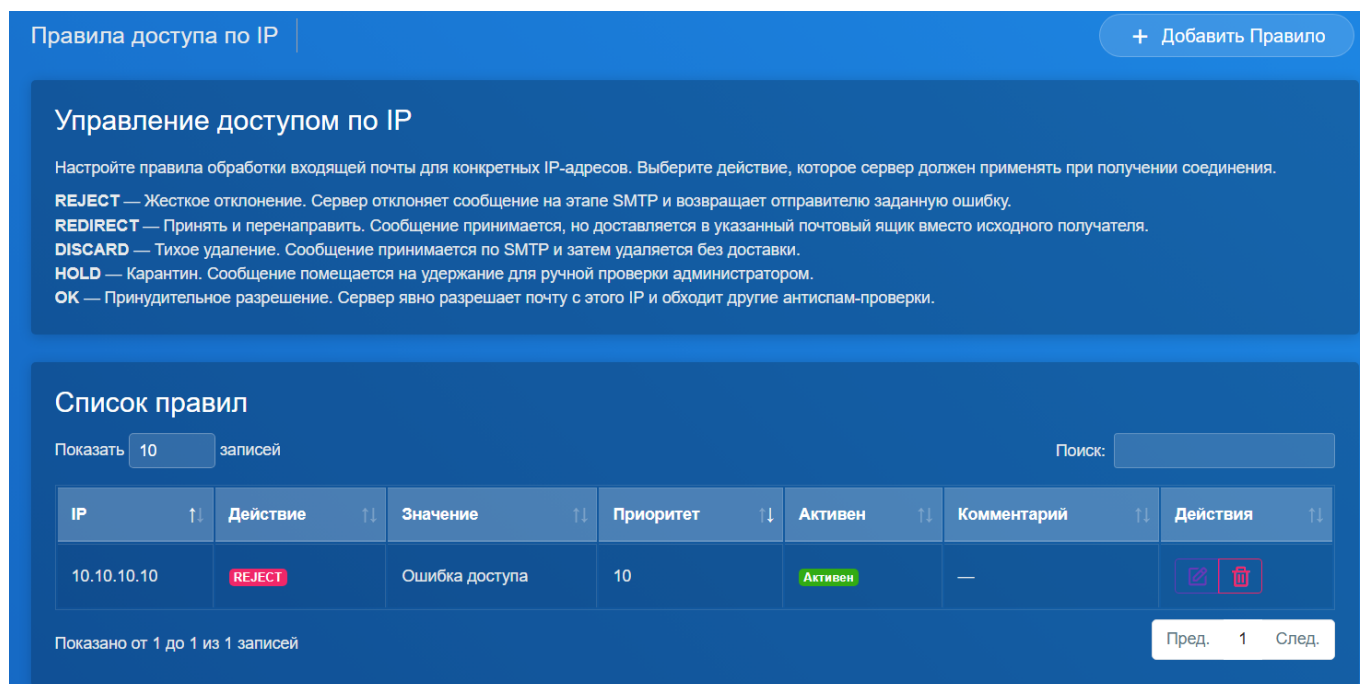 Правила доступа по IP
+ Добавить Правило
Управление доступом по IP
Настройте правила обработки входящей почты для конкретных IP-адресов. Выберите действие, которое сервер должен применять при получении соединения.
REJECT — Жесткое отклонение. Сервер отклоняет сообщение на этапе SMTP и возвращает отправителю заданную ошибку.
REDIRECT — Принять и перенаправить. Сообщение принимается, но доставляется в указанный почтовый ящик вместо исходного получателя.
DISCARD — Тихое удаление. Сообщение принимается по SMTP и затем удаляется без доставки.
HOLD — Карантин. Сообщение помещается на удержание для ручной проверки администратором.
OK — Принудительное разрешение. Сервер явно разрешает почту с этого IP и обходит другие антиспам-проверки.
Список правил
Показать 10 записей Поиск:
IP Действие Значение Приоритет Активен Комментарий Действия
10.10.10.10 REJECT Ошибка доступа 10 Активен —
Показано от 1 до 1 из 1 записей Пред. 1 След.